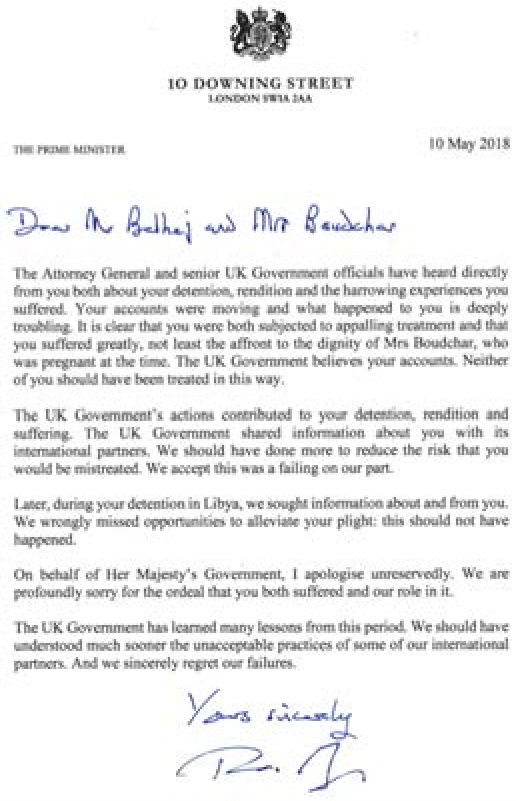 10 DOWNING STREET
LONDON SW1A 2AA
THE PRIME MINISTER
10 May 2018
Dear Mr Belhaj and Mrs Boudchar
The Attorney General and senior UK Government officials have heard directly
from you both about your detention, rendition and the harrowing experiences you
suffered. Your accounts were moving and what happened to you is deeply
troubling. It is clear that you were both subjected to appalling treatment and that
you suffered greatly, not least the affront to the dignity of Mrs Boudchar, who
was pregnant at the time. The UK Government believes your accounts. Neither
of you should have been treated in this way.
The UK Government's actions contributed to your detention, rendition and
suffering. The UK Government shared information about you with its
international partners. We should have done more to reduce the risk that you
would be mistreated. We accept this was a failing on our part.
Later, during your detention in Libya, we sought information about and from you.
We wrongly missed opportunities to alleviate your plight: this should not have
happened.
On behalf of Her Majesty's Government, I apologise unreservedly. We are
profoundly sorry for the ordeal that you both suffered and our role in it.
The UK Government has learned many lessons from this period. We should have
understood much sooner the unacceptable practices of some of our international
partners. And we sincerely regret our failures.
Yours sincerely